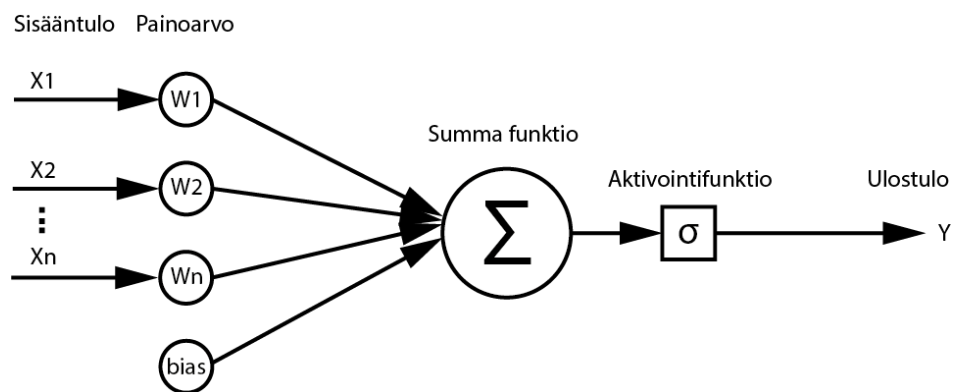 Sisääntulo Painoarvo
X1
W1
Summa funktio
X2
W2
Aktivointifunktio
Ulostulo
Σ
σ
Y
⋮
Xn
Wn
bias